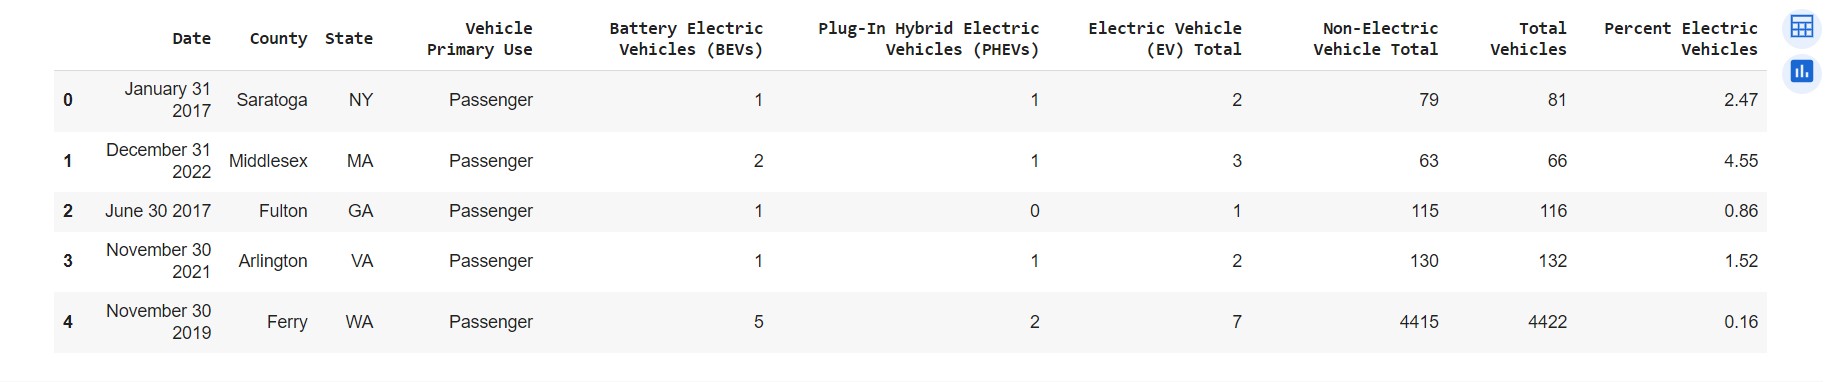 Date County State Vehicle Primary Use Battery Electric Vehicles (BEVs) Plug-In Hybrid Electric Vehicles (PHEVs) Electric Vehicle (EV) Total Non-Electric Vehicle Total Total Vehicles Percent Electric Vehicles
0 January 31 2017 Saratoga NY Passenger 1 1 2 79 81 2.47
1 December 31 2022 Middlesex MA Passenger 2 1 3 63 66 4.55
2 June 30 2017 Fulton GA Passenger 1 0 1 115 116 0.86
3 November 30 2021 Arlington VA Passenger 1 1 2 130 132 1.52
4 November 30 2019 Ferry WA Passenger 5 2 7 4415 4422 0.16